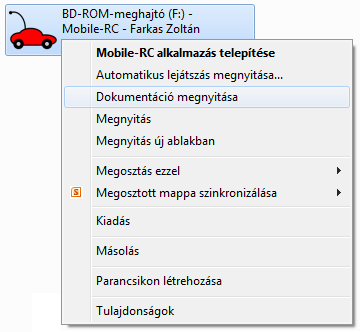 BD-ROM-meghajtó (F:) -
Mobile-RC - Farkas Zoltán
Mobile-RC alkalmazás telepítése
Automatikus lejátszás megnyitása...
Dokumentáció megnyitása
Megnyitás
Megnyitás új ablakban
Megosztás ezzel
S Megosztott mappa szinkronizálása
Kiadás
Másolás
Parancsikon létrehozása
Tulajdonságok